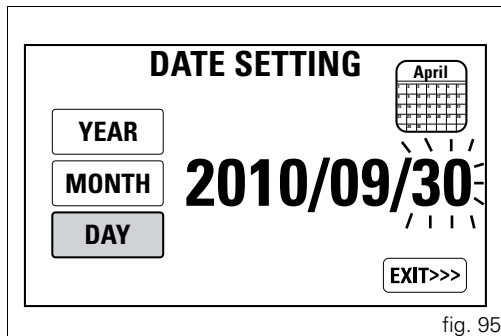 DATE SETTING
April
YEAR
MONTH
DAY
2010/09/30
EXIT>>>
fig. 95